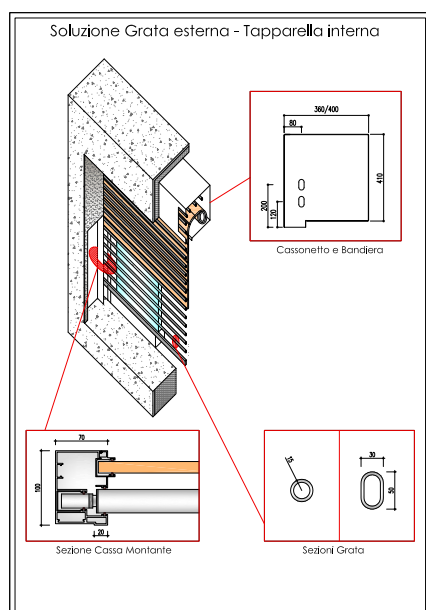 Soluzione Grata esterna - Tapparella interna
360/400
80
410
200
120
Cassonetto e Bandiera
70
100
20
Sezione Cassa Montante
15
30
50
Sezioni Grata